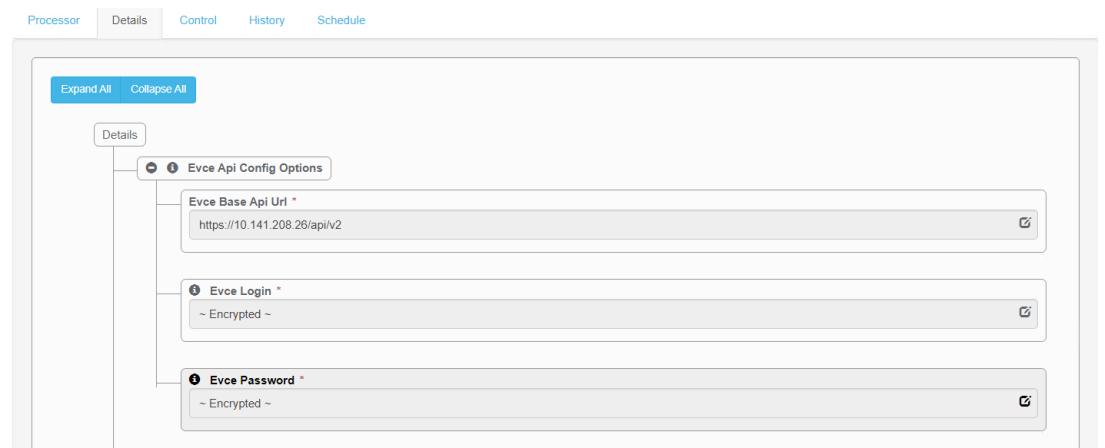 Processor Details Control History Schedule
Expand All Collapse All
Details
Evce Api Config Options
Evce Base Api Url *
https://10.141.208.26/api/v2
Evce Login *
~ Encrypted ~
Evce Password *
~ Encrypted ~